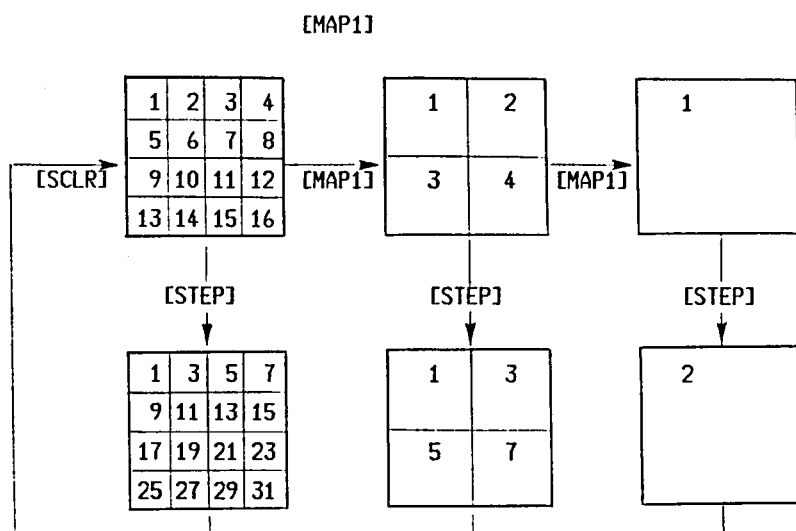 [MAP1]
1 2 3 4 1 2 1
5 6 7 8
[SCLR] 9 10 11 12 [MAP1] 3 4 [MAP1]
13 14 15 16
[STEP] [STEP] [STEP]
1 3 5 7 1 3 2
9 11 13 15
17 19 21 23 5 7
25 27 29 31